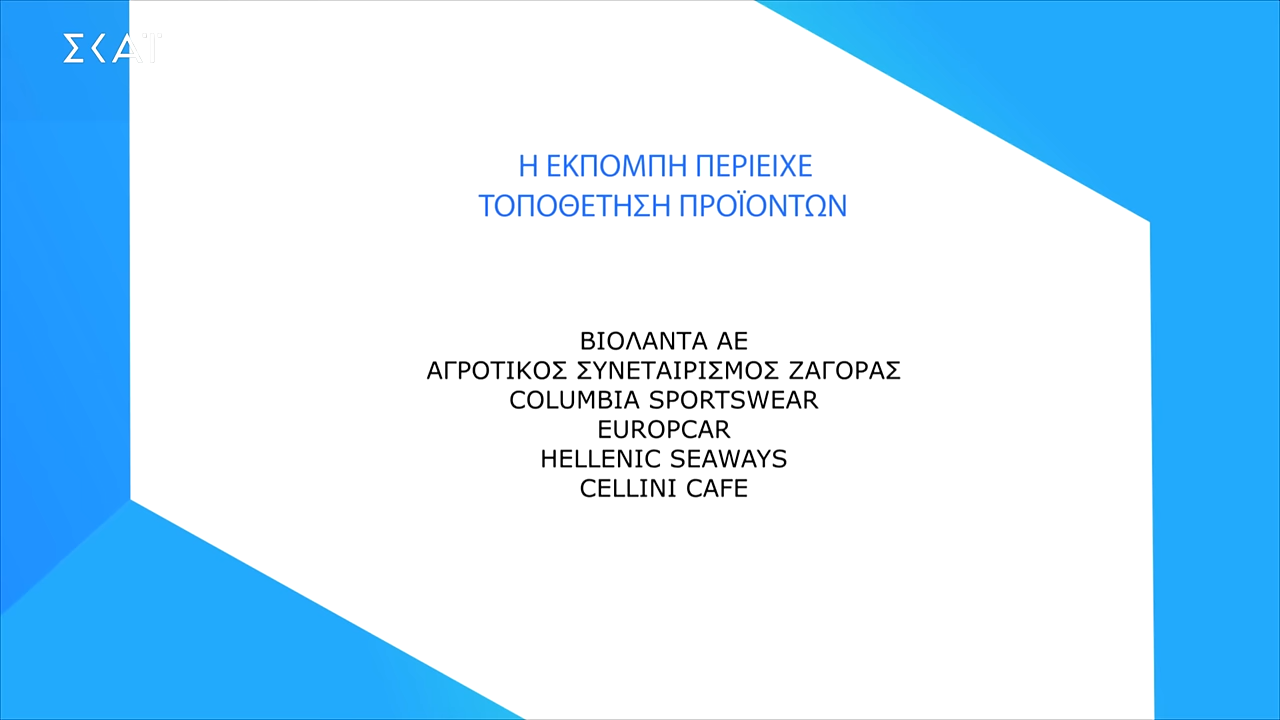 ΣΚΑΪ
Η ΕΚΠΟΜΠΗ ΠΕΡΙΕΙΧΕ
ΤΟΠΟΘΕΤΗΣΗ ΠΡΟΪΟΝΤΩΝ
ΒΙΟΛΑΝΤΑ ΑΕ
ΑΓΡΟΤΙΚΟΣ ΣΥΝΕΤΑΙΡΙΣΜΟΣ ΖΑΓΟΡΑΣ
COLUMBIA SPORTSWEAR
EUROPCAR
HELLENIC SEAWAYS
CELLINI CAFE